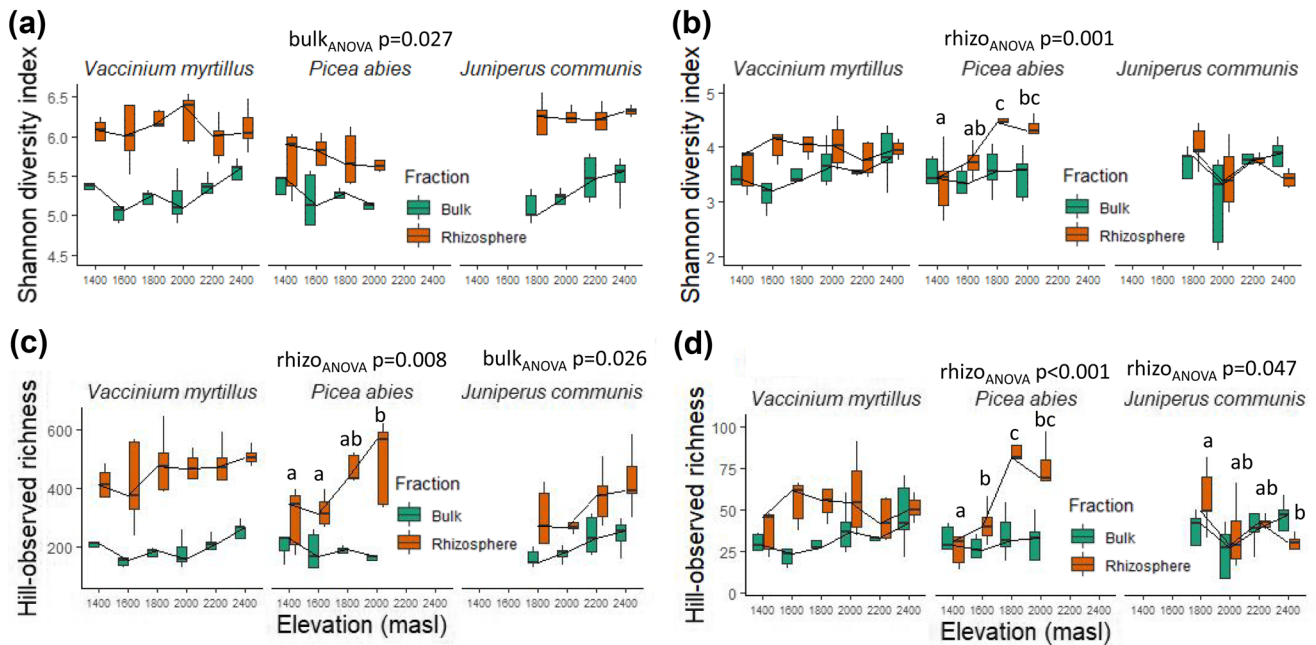 (a)
bulkANOVA p=0.027
Vaccinium myrtillus Picea abies Juniperus communis
Shannon diversity index
6.5
6.0
5.5
5.0
4.5
Fraction
Bulk
Rhizosphere
1400 1600 1800 2000 2200 2400 1400 1600 1800 2000 2200 2400 1400 1600 1800 2000 2200 2400
(b)
rhizoANOVA p=0.001
Vaccinium myrtillus Picea abies Juniperus communis
Shannon diversity index
5
4
3
2
a ab c bc
Fraction
Bulk
Rhizosphere
1400 1600 1800 2000 2200 2400 1400 1600 1800 2000 2200 2400 1400 1600 1800 2000 2200 2400
(c)
rhizoANOVA p=0.008 bulkANOVA p=0.026
Vaccinium myrtillus Picea abies Juniperus communis
Hill-observed richness
600
400
200
a a ab b
Fraction
Bulk
Rhizosphere
1400 1600 1800 2000 2200 2400 1400 1600 1800 2000 2200 2400 1400 1600 1800 2000 2200 2400
Elevation (masl)
(d)
rhizoANOVA p<0.001 rhizoANOVA p=0.047
Vaccinium myrtillus Picea abies Juniperus communis
Hill-observed richness
100
75
50
25
0
a b c bc
a ab ab b
Fraction
Bulk
Rhizosphere
1400 1600 1800 2000 2200 2400 1400 1600 1800 2000 2200 2400 1400 1600 1800 2000 2200 2400
Elevation (masl)